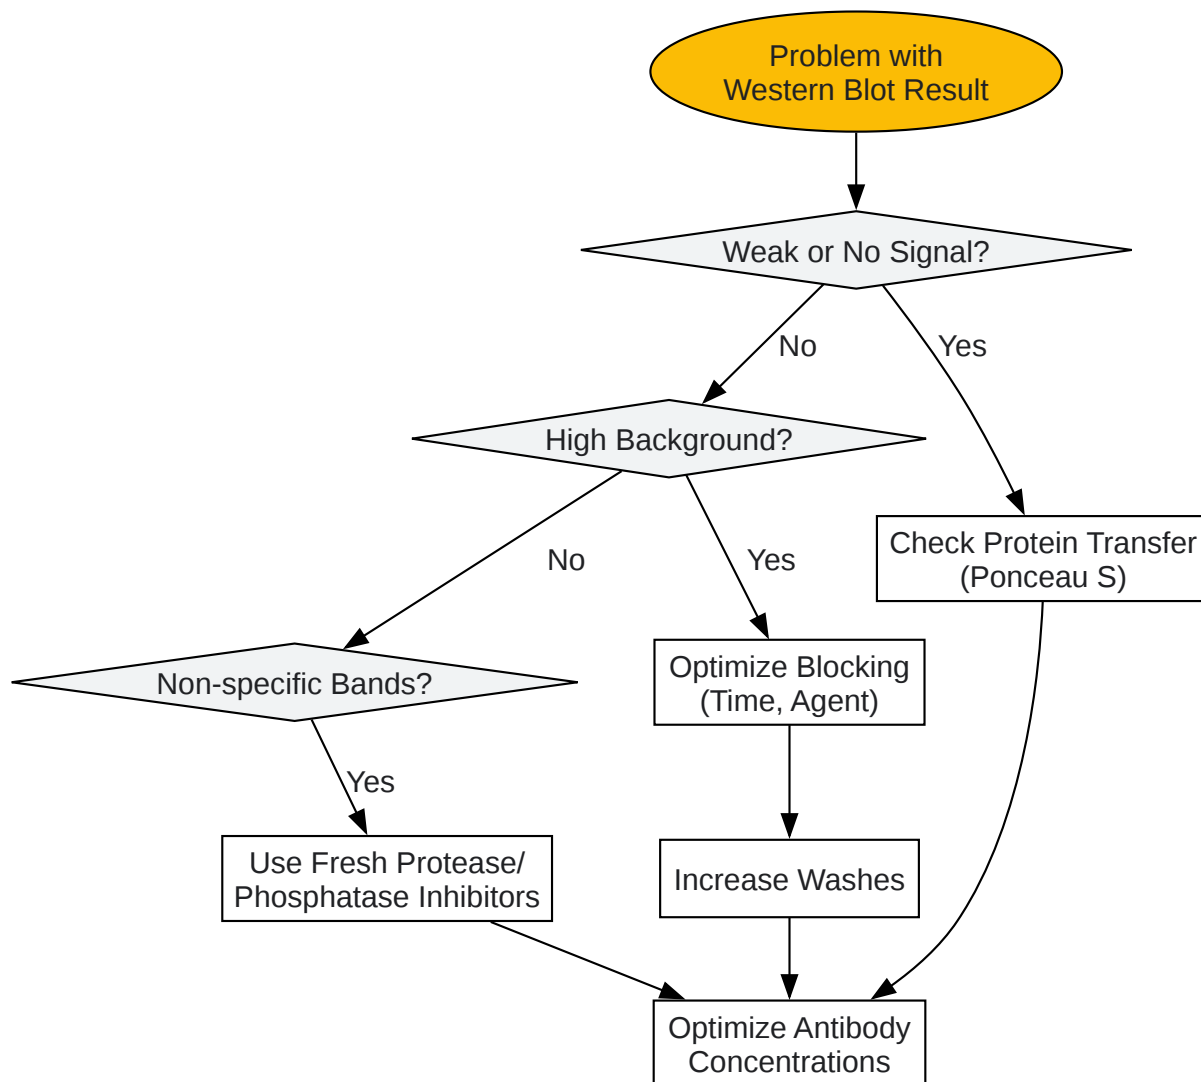 Problem with
Western Blot Result
Weak or No Signal?
No
Yes
High Background?
Check Protein Transfer
(Ponceau S)
No
Yes
Non-specific Bands?
Optimize Blocking
(Time, Agent)
Yes
Use Fresh Protease/
Phosphatase Inhibitors
Increase Washes
Optimize Antibody
Concentrations